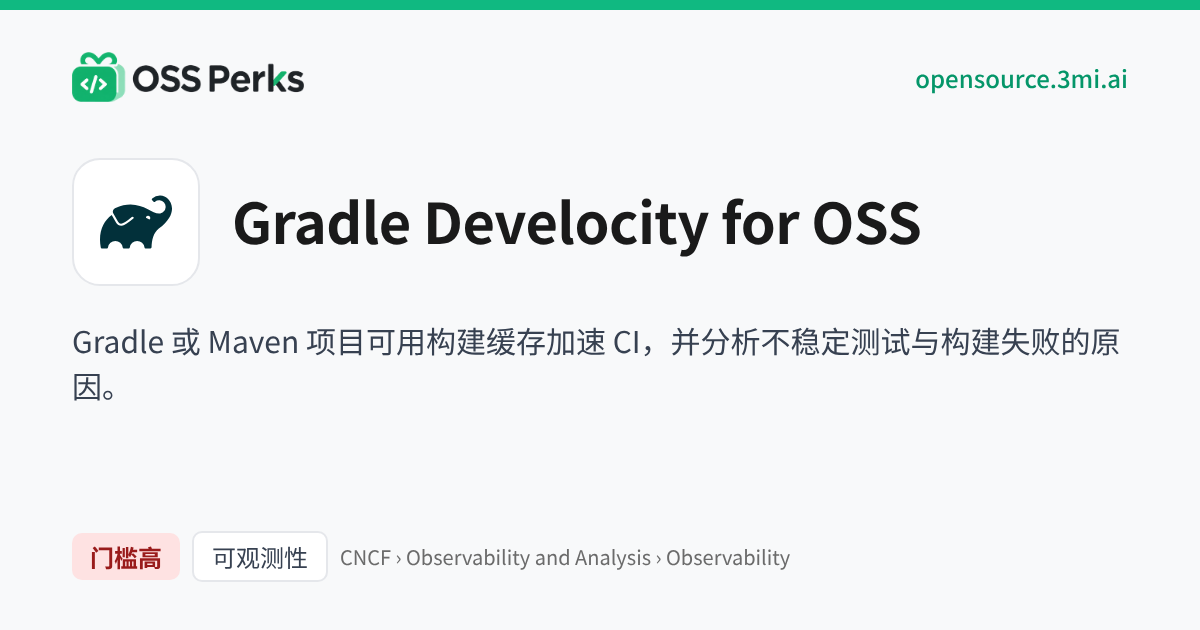 </> OSS Perks
opensource.3mi.ai
Gradle Develocity for OSS
Gradle 或 Maven 项目可用构建缓存加速 CI，并分析不稳定测试与构建失败的原
因。
门槛高
可观测性
CNCF › Observability and Analysis › Observability